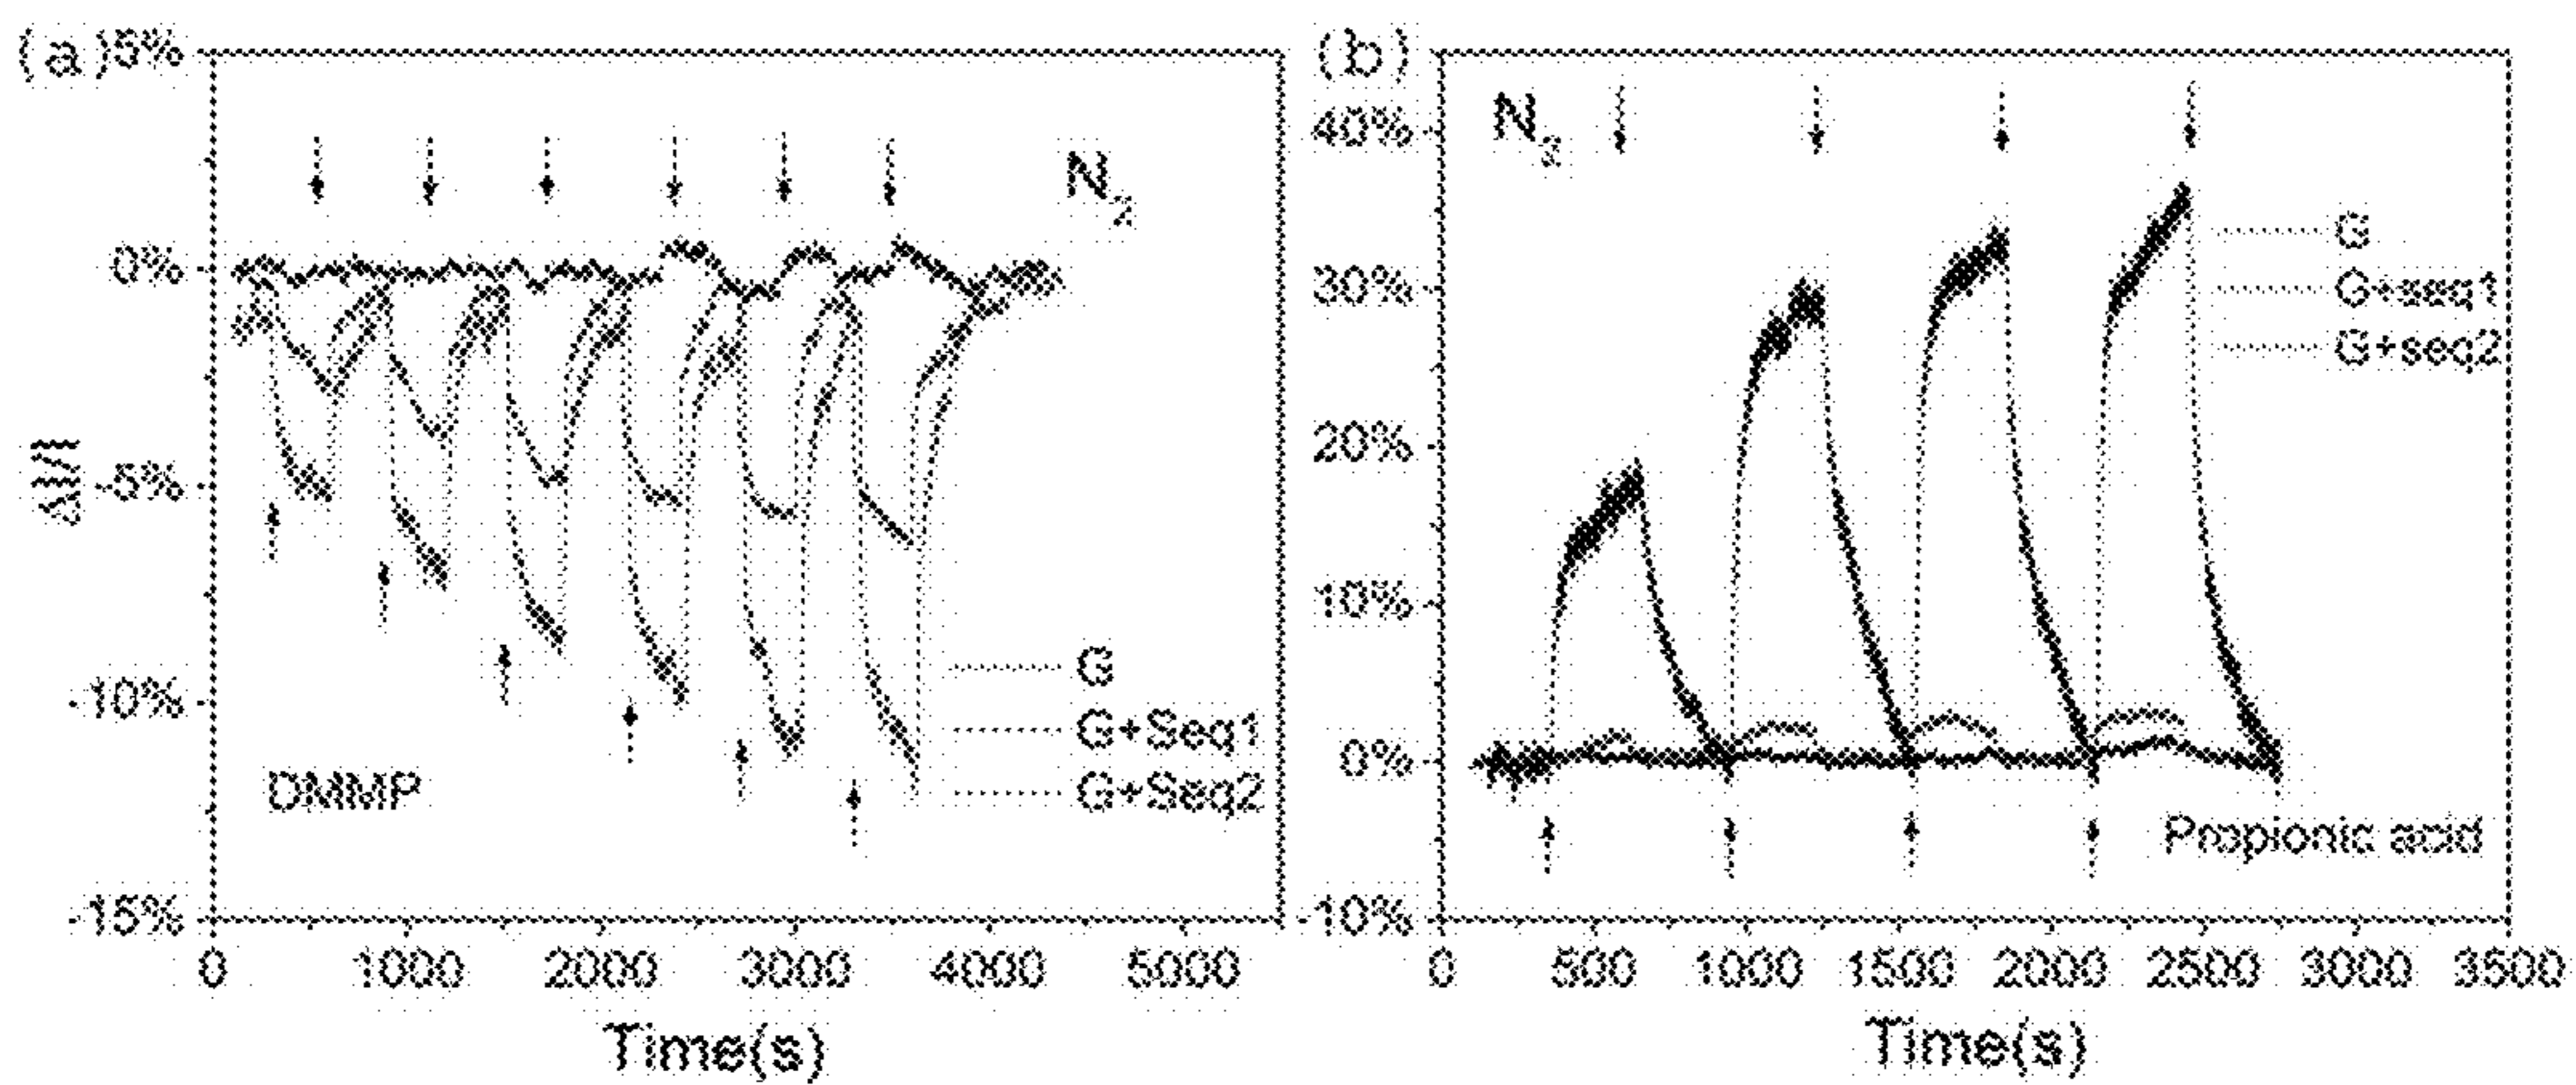 (a)
5%
0%
-5%
-10%
-15%
ΔI/I
N2
DMMP
G
G+Seq1
G+Seq2
0 1000 2000 3000 4000 5000
Time(s)
(b)
40%
30%
20%
10%
0%
-10%
N2
G
G+seq1
G+seq2
Propionic acid
0 500 1000 1500 2000 2500 3000 3500
Time(s)